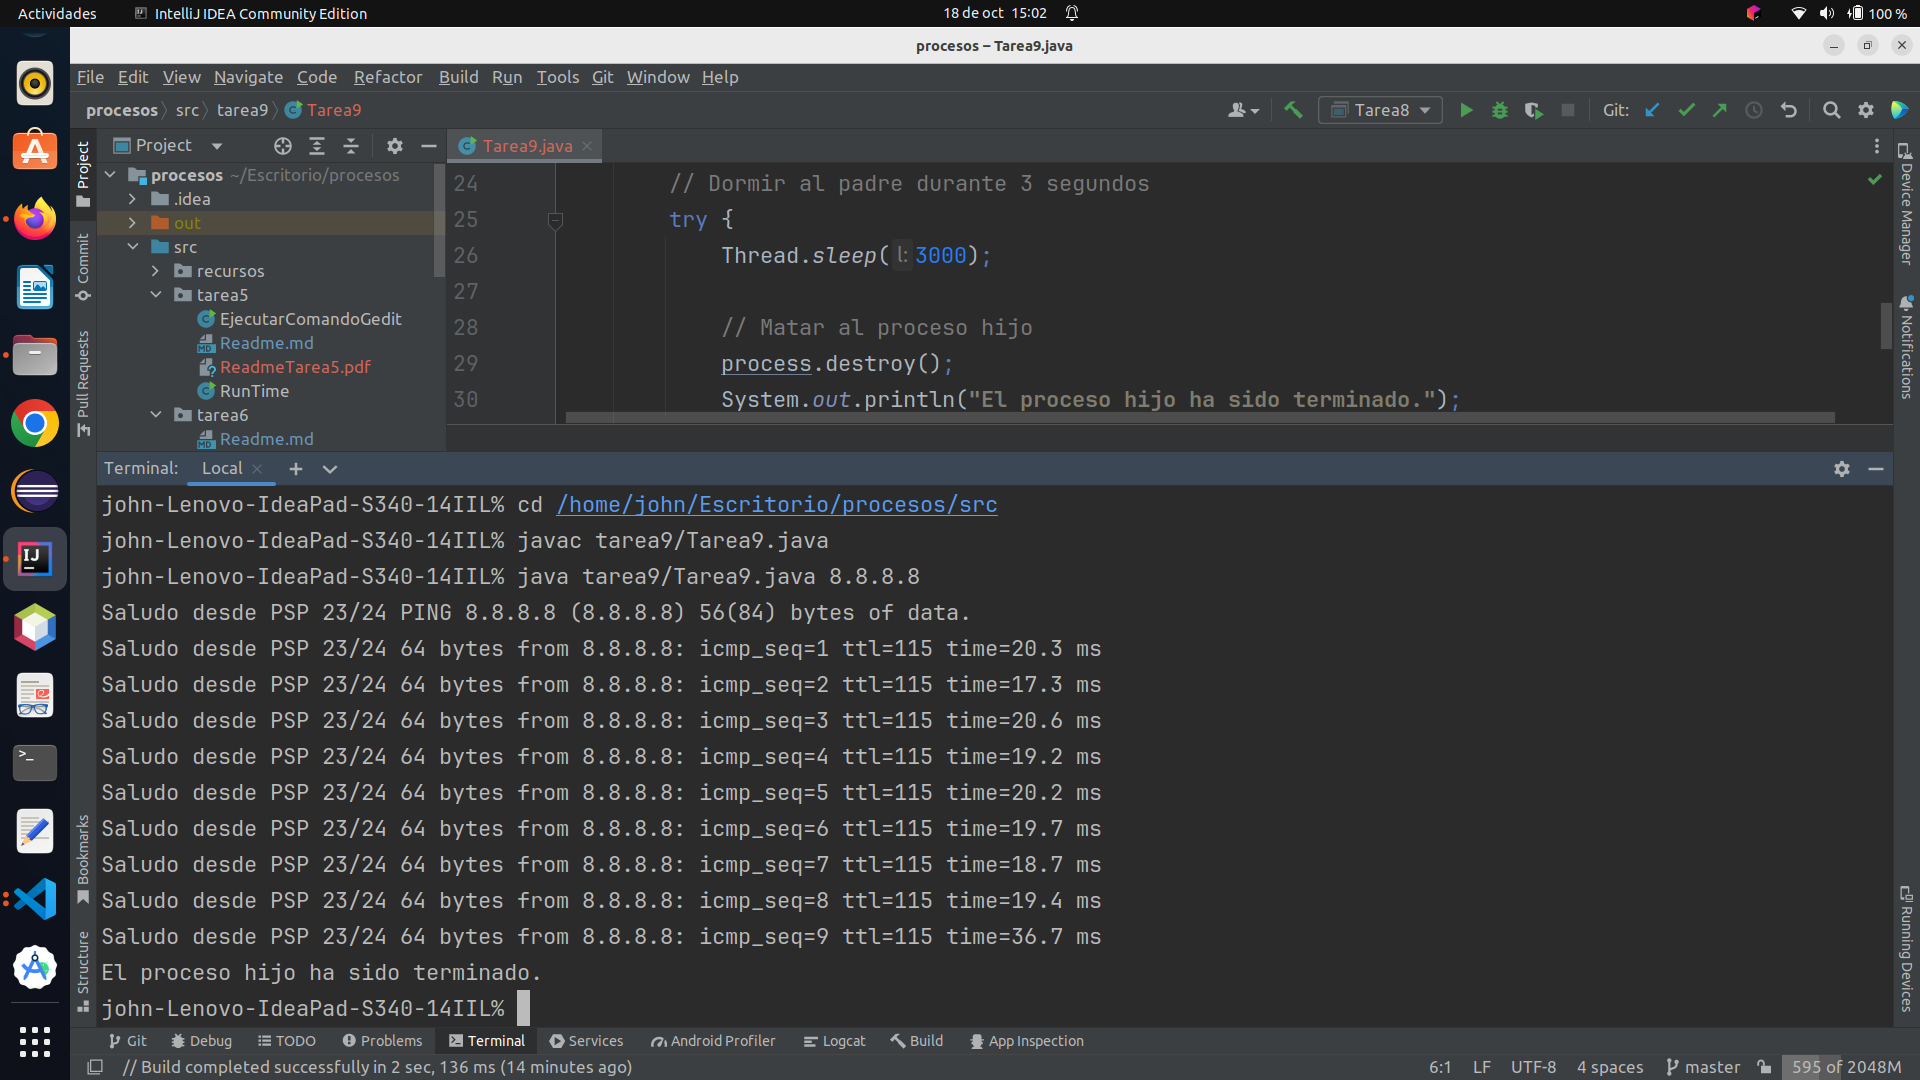 Actividades
IntelliJ IDEA Community Edition
18 de oct 15:02
100 %
procesos – Tarea9.java
File Edit View Navigate Code Refactor Build Run Tools Git Window Help
procesos src tarea9 Tarea9
Tarea8
Git:
Project
Commit
Pull Requests
Bookmarks
Structure
Project
procesos ~/Escritorio/procesos
.idea
out
src
recursos
tarea5
EjecutarComandoGedit
Readme.md
ReadmeTarea5.pdf
RunTime
tarea6
Readme.md
Tarea9.java
24 // Dormir al padre durante 3 segundos
25 try {
26 Thread.sleep( l: 3000);
27
28 // Matar al proceso hijo
29 process.destroy();
30 System.out.println("El proceso hijo ha sido terminado.");
Device Manager
Notifications
Running Devices
Terminal: Local
john-Lenovo-IdeaPad-S340-14IIL% cd /home/john/Escritorio/procesos/src
john-Lenovo-IdeaPad-S340-14IIL% javac tarea9/Tarea9.java
john-Lenovo-IdeaPad-S340-14IIL% java tarea9/Tarea9.java 8.8.8.8
Saludo desde PSP 23/24 PING 8.8.8.8 (8.8.8.8) 56(84) bytes of data.
Saludo desde PSP 23/24 64 bytes from 8.8.8.8: icmp_seq=1 ttl=115 time=20.3 ms
Saludo desde PSP 23/24 64 bytes from 8.8.8.8: icmp_seq=2 ttl=115 time=17.3 ms
Saludo desde PSP 23/24 64 bytes from 8.8.8.8: icmp_seq=3 ttl=115 time=20.6 ms
Saludo desde PSP 23/24 64 bytes from 8.8.8.8: icmp_seq=4 ttl=115 time=19.2 ms
Saludo desde PSP 23/24 64 bytes from 8.8.8.8: icmp_seq=5 ttl=115 time=20.2 ms
Saludo desde PSP 23/24 64 bytes from 8.8.8.8: icmp_seq=6 ttl=115 time=19.7 ms
Saludo desde PSP 23/24 64 bytes from 8.8.8.8: icmp_seq=7 ttl=115 time=18.7 ms
Saludo desde PSP 23/24 64 bytes from 8.8.8.8: icmp_seq=8 ttl=115 time=19.4 ms
Saludo desde PSP 23/24 64 bytes from 8.8.8.8: icmp_seq=9 ttl=115 time=36.7 ms
El proceso hijo ha sido terminado.
john-Lenovo-IdeaPad-S340-14IIL%
Git Debug TODO Problems Terminal Services Android Profiler Logcat Build App Inspection
// Build completed successfully in 2 sec, 136 ms (14 minutes ago)
6:1 LF UTF-8 4 spaces master 595 of 2048M